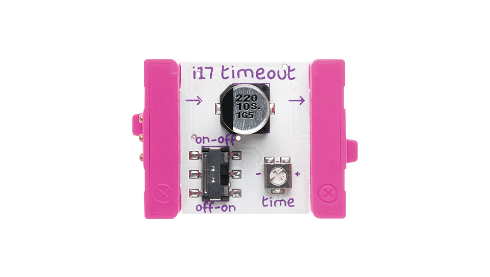 i17 timeout
220
10S.
1G5
on-off
off-on
- +
time